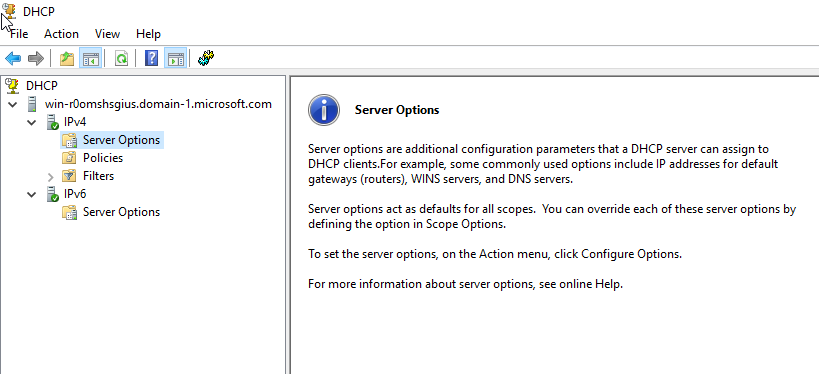 DHCP
File Action View Help
DHCP
win-r0omshsgius.domain-1.microsoft.com
IPv4
Server Options
Policies
Filters
IPv6
Server Options
Server Options
Server options are additional configuration parameters that a DHCP server can assign to
DHCP clients.For example, some commonly used options include IP addresses for default
gateways (routers), WINS servers, and DNS servers.
Server options act as defaults for all scopes.  You can override each of these server options by
defining the option in Scope Options.
To set the server options, on the Action menu, click Configure Options.
For more information about server options, see online Help.